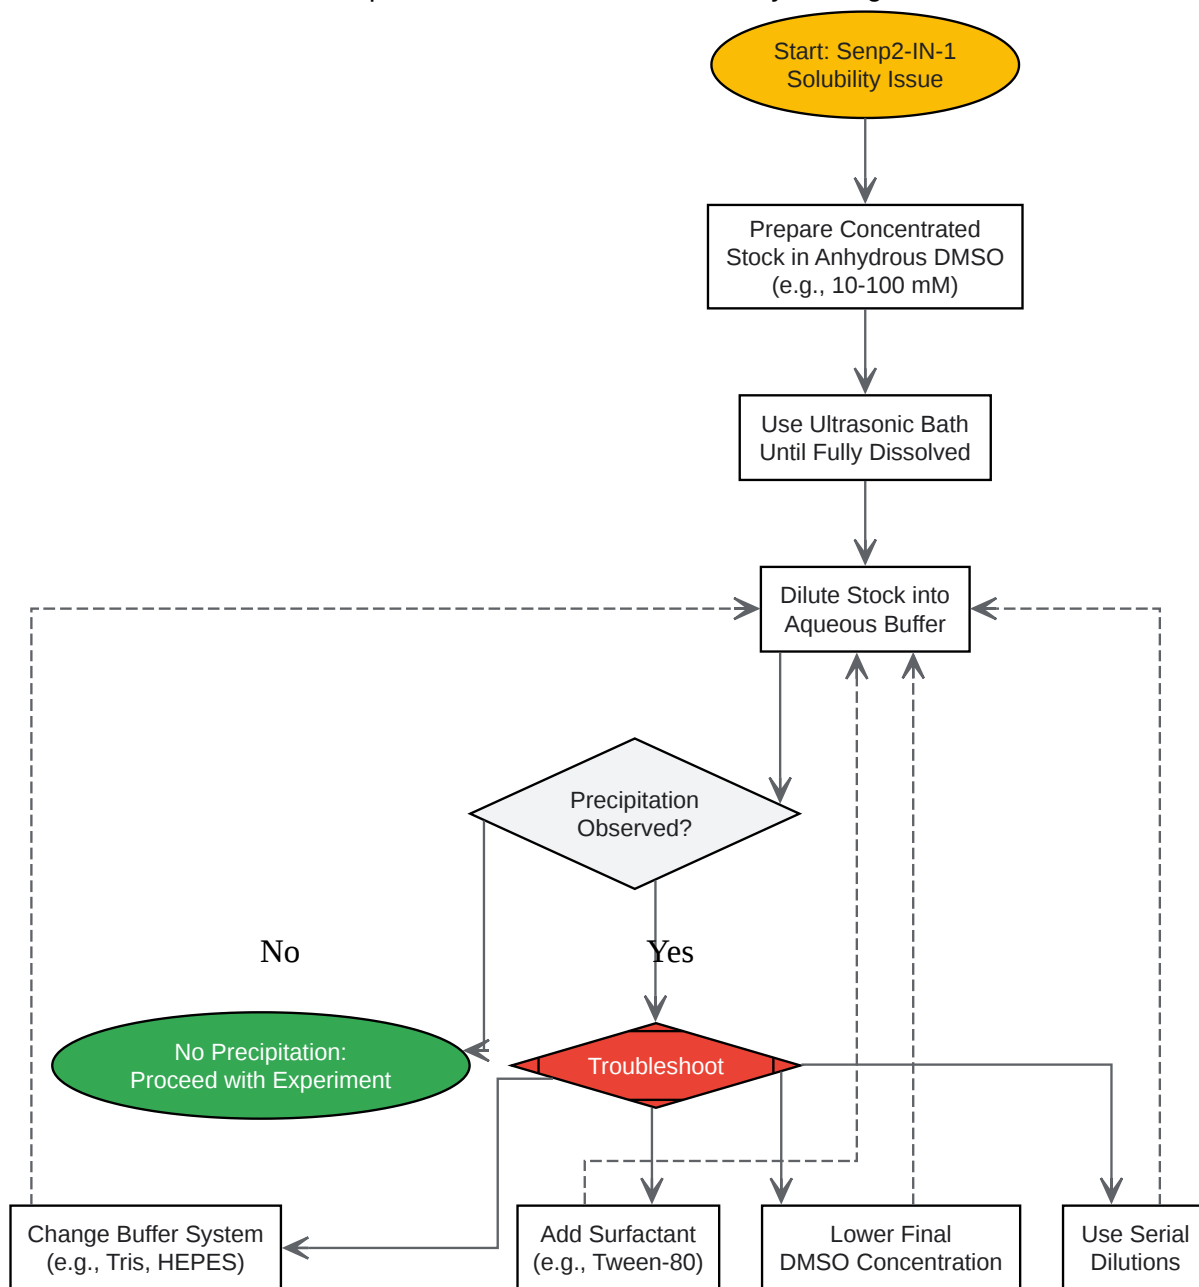 Start: Senp2-IN-1
Solubility Issue
Prepare Concentrated
Stock in Anhydrous DMSO
(e.g., 10-100 mM)
Use Ultrasonic Bath
Until Fully Dissolved
Dilute Stock into
Aqueous Buffer
Precipitation
Observed?
No
Yes
No Precipitation:
Proceed with Experiment
Troubleshoot
Change Buffer System
(e.g., Tris, HEPES)
Add Surfactant
(e.g., Tween-80)
Lower Final
DMSO Concentration
Use Serial
Dilutions